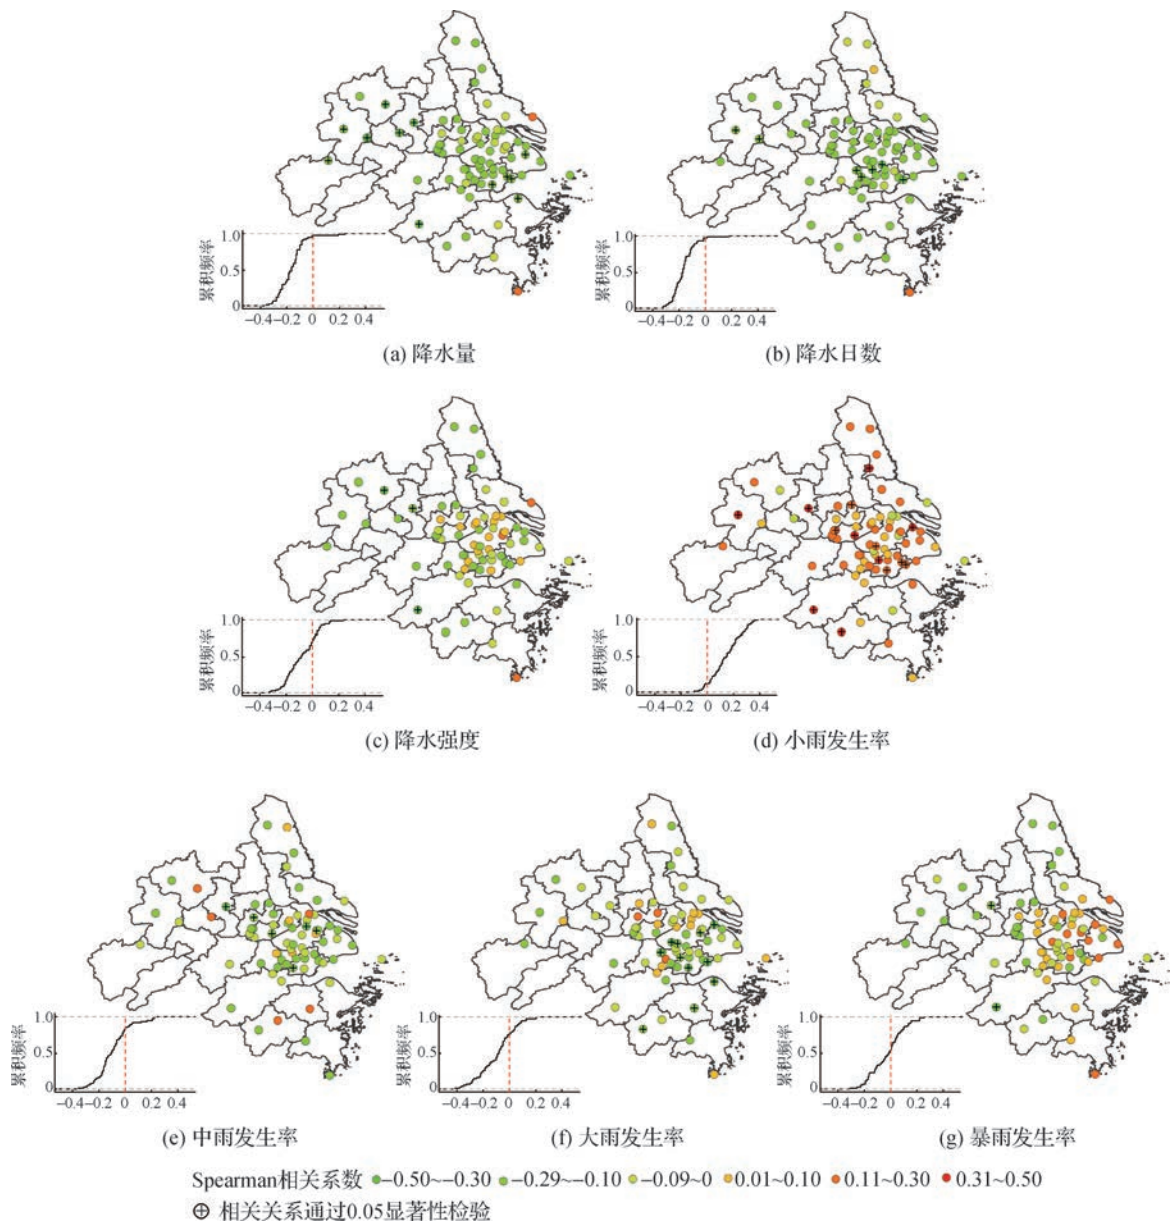 累积频率
1.0
0.5
0
−0.4 −0.2 0 0.2 0.4
(a) 降水量
累积频率
1.0
0.5
0
−0.4 −0.2 0 0.2 0.4
(b) 降水日数
累积频率
1.0
0.5
0
−0.4 −0.2 0 0.2 0.4
(c) 降水强度
累积频率
1.0
0.5
0
−0.4 −0.2 0 0.2 0.4
(d) 小雨发生率
累积频率
1.0
0.5
0
−0.4 −0.2 0 0.2 0.4
(e) 中雨发生率
累积频率
1.0
0.5
0
−0.4 −0.2 0 0.2 0.4
(f) 大雨发生率
累积频率
1.0
0.5
0
−0.4 −0.2 0 0.2 0.4
(g) 暴雨发生率
Spearman相关系数 −0.50~−0.30 −0.29~−0.10 −0.09~0 0.01~0.10 0.11~0.30 0.31~0.50
相关关系通过0.05显著性检验